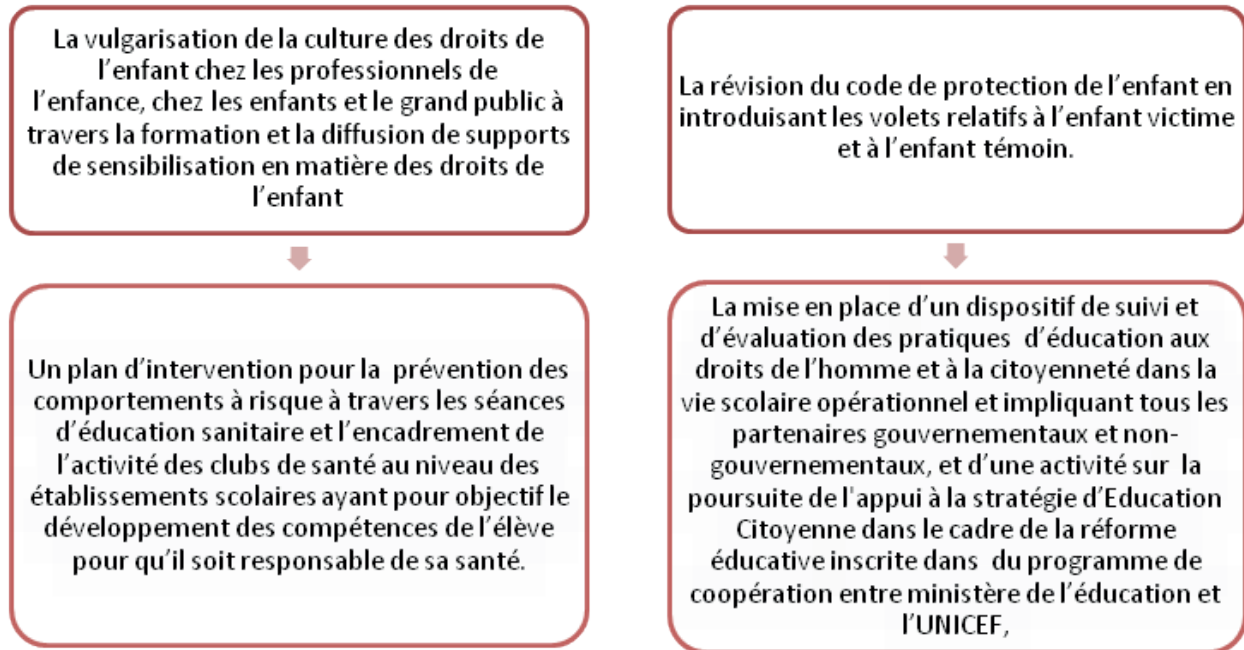 La vulgarisation de la culture des droits de
l'enfant chez les professionnels de
l'enfance, chez les enfants et le grand public à
travers la formation et la diffusion de supports
de sensibilisation en matière des droits de
l'enfant
Un plan d'intervention pour la prévention des
comportements à risque à travers les séances
d'éducation sanitaire et l'encadrement de
l'activité des clubs de santé au niveau des
établissements scolaires ayant pour objectif le
développement des compétences de l'élève
pour qu'il soit responsable de sa santé.
La révision du code de protection de l'enfant en
introduisant les volets relatifs à l'enfant victime
et à l'enfant témoin.
La mise en place d'un dispositif de suivi et
d'évaluation des pratiques d'éducation aux
droits de l'homme et à la citoyenneté dans la
vie scolaire opérationnel et impliquant tous les
partenaires gouvernementaux et non-
gouvernementaux, et d'une activité sur la
poursuite de l'appui à la stratégie d'Education
Citoyenne dans le cadre de la réforme
éducative inscrite dans du programme de
coopération entre ministère de l'éducation et
l'UNICEF,